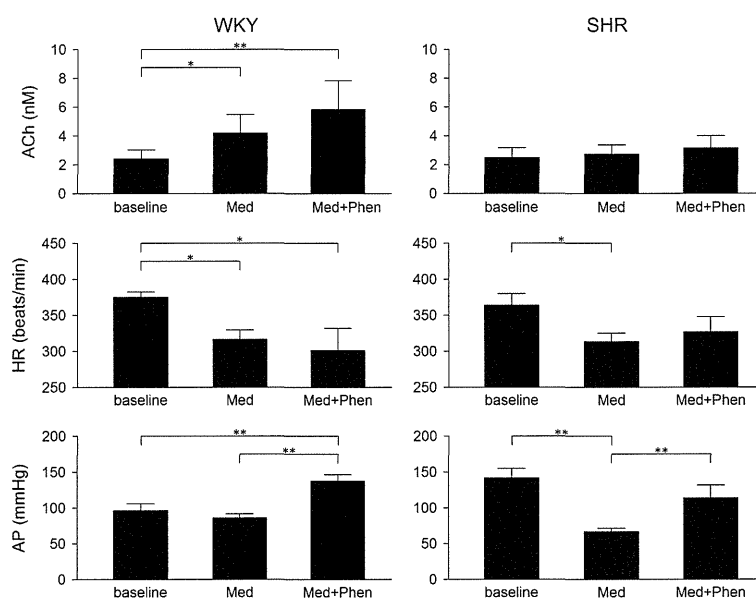 WKY
SHR
ACh (nM)
10
8
6
4
2
0
*
**
baseline
Med
Med+Phen
10
8
6
4
2
0
baseline
Med
Med+Phen
HR (beats/min)
450
400
350
300
250
*
*
baseline
Med
Med+Phen
450
400
350
300
250
*
baseline
Med
Med+Phen
AP (mmHg)
200
150
100
50
0
**
**
baseline
Med
Med+Phen
200
150
100
50
0
**
**
baseline
Med
Med+Phen